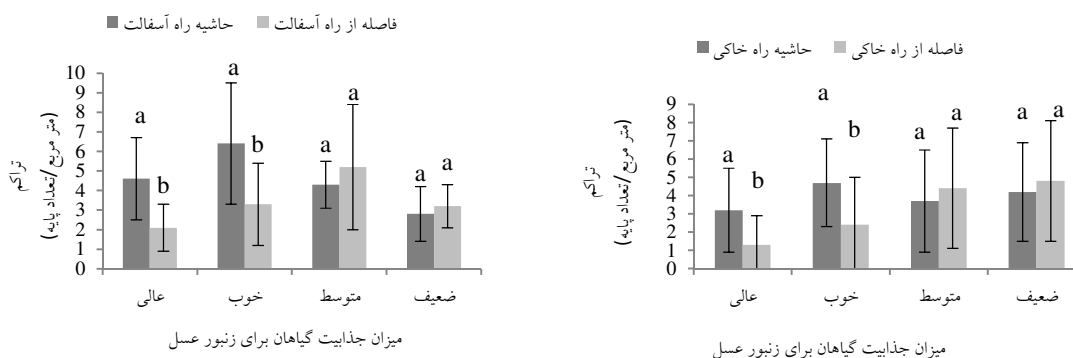 حاشیه راه آسفالت فاصله از راه آسفالت
تراکم
(متر مربع/تعداد پایه)
10
9
8
7
6
5
4
3
2
1
0
a b a b a a a a
عالی خوب متوسط ضعیف
میزان جذابیت گیاهان برای زنبور عسل
حاشیه راه خاکی فاصله از راه خاکی
تراکم
(متر مربع/تعداد پایه)
9
8
7
6
5
4
3
2
1
0
a b a b a a a a
عالی خوب متوسط ضعیف
میزان جذابیت گیاهان برای زنبور عسل